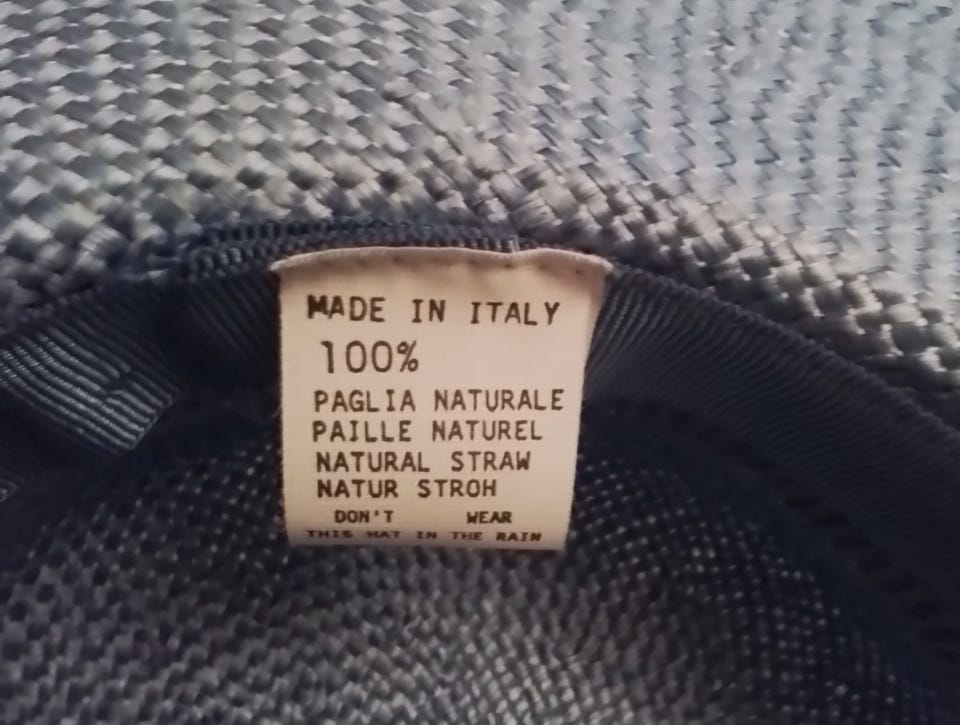 MADE IN ITALY
100%
PAGLIA NATURALE
PAILLE NATUREL
NATURAL STRAW
NATUR STROH
DON'T WEAR
THIS HAT IN THE RAIN